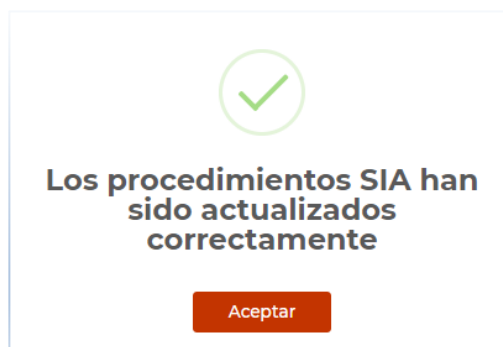 Los procedimientos SIA han
sido actualizados
correctamente
Aceptar